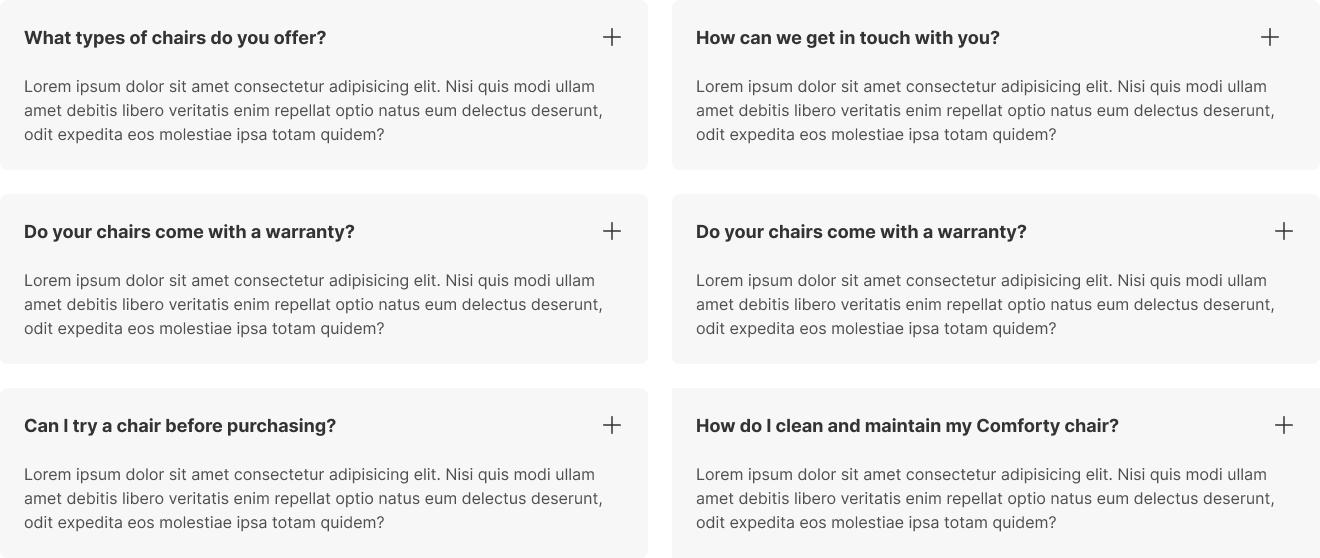 What types of chairs do you offer?
Lorem ipsum dolor sit amet consectetur adipisicing elit. Nisi quis modi ullam
amet debitis libero veritatis enim repellat optio natus eum delectus deserunt,
odit expedita eos molestiae ipsa totam quidem?
How can we get in touch with you?
Lorem ipsum dolor sit amet consectetur adipisicing elit. Nisi quis modi ullam
amet debitis libero veritatis enim repellat optio natus eum delectus deserunt,
odit expedita eos molestiae ipsa totam quidem?
Do your chairs come with a warranty?
Lorem ipsum dolor sit amet consectetur adipisicing elit. Nisi quis modi ullam
amet debitis libero veritatis enim repellat optio natus eum delectus deserunt,
odit expedita eos molestiae ipsa totam quidem?
Do your chairs come with a warranty?
Lorem ipsum dolor sit amet consectetur adipisicing elit. Nisi quis modi ullam
amet debitis libero veritatis enim repellat optio natus eum delectus deserunt,
odit expedita eos molestiae ipsa totam quidem?
Can I try a chair before purchasing?
Lorem ipsum dolor sit amet consectetur adipisicing elit. Nisi quis modi ullam
amet debitis libero veritatis enim repellat optio natus eum delectus deserunt,
odit expedita eos molestiae ipsa totam quidem?
How do I clean and maintain my Comforty chair?
Lorem ipsum dolor sit amet consectetur adipisicing elit. Nisi quis modi ullam
amet debitis libero veritatis enim repellat optio natus eum delectus deserunt,
odit expedita eos molestiae ipsa totam quidem?